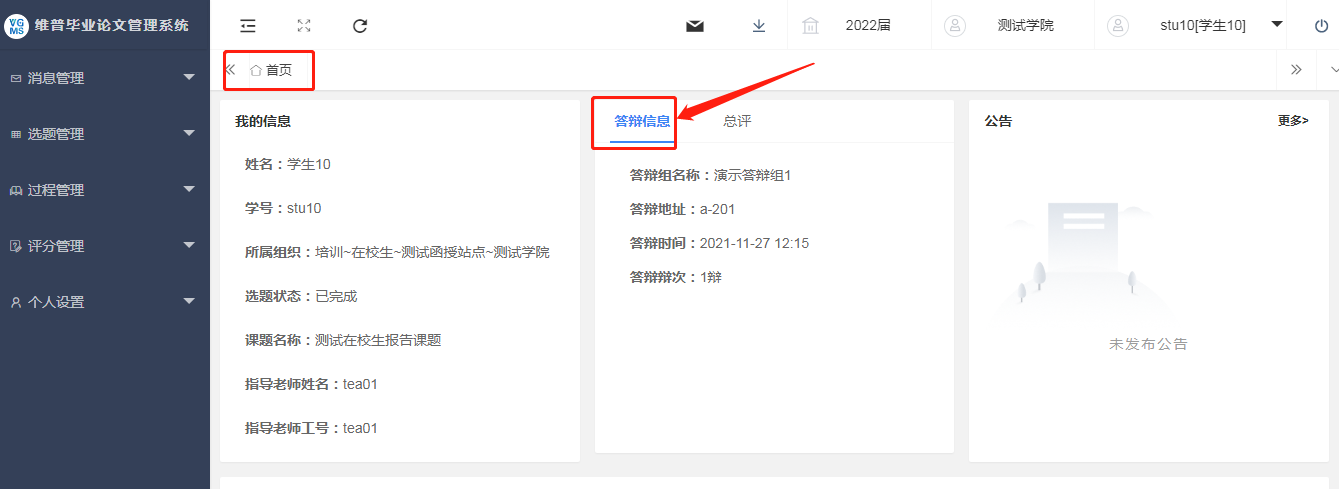 VG
MS
维普毕业论文管理系统
2022届
测试学院
stu10[学生10]
消息管理
选题管理
过程管理
评分管理
个人设置
首页
我的信息
姓名：学生10
学号：stu10
所属组织：培训~在校生~测试函授站点~测试学院
选题状态：已完成
课题名称：测试在校生报告课题
指导老师姓名：tea01
指导老师工号：tea01
答辩信息
总评
答辩组名称：演示答辩组1
答辩地址：a-201
答辩时间：2021-11-27 12:15
答辩辩次：1辩
公告
更多>
未发布公告